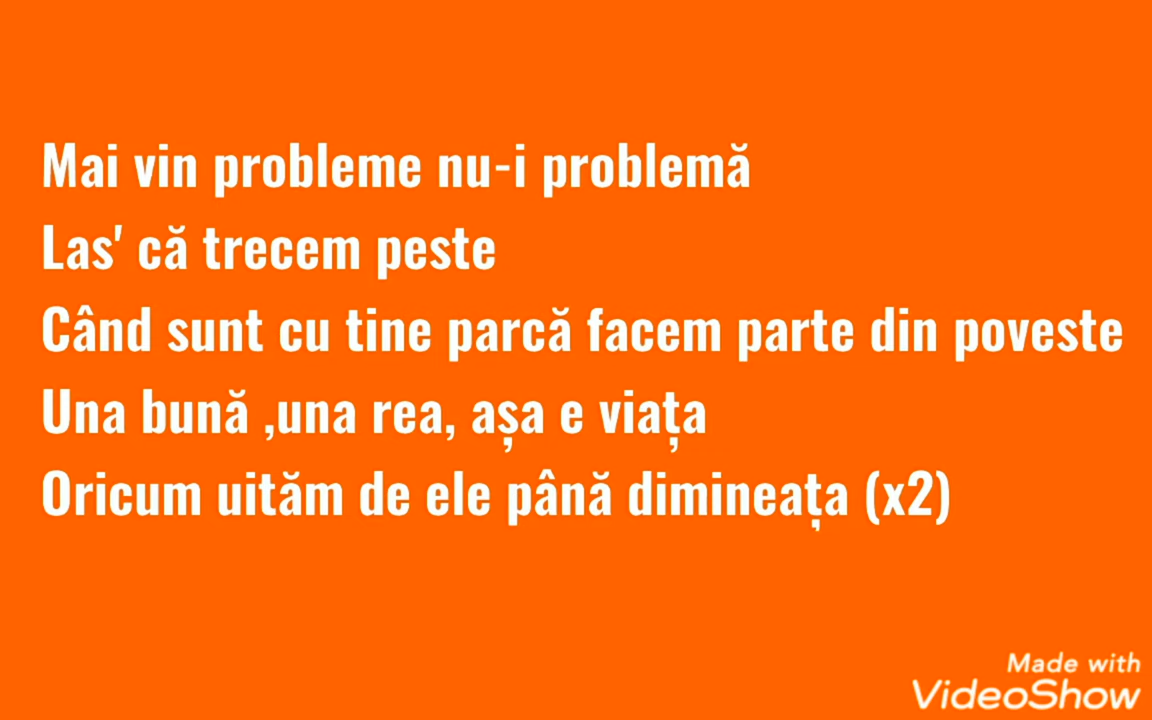 Mai vin probleme nu-i problemă
Las' că trecem peste
Când sunt cu tine parcă facem parte din poveste
Una bună ,una rea, așa e viața
Oricum uităm de ele până dimineața (x2)
Made with
VideoShow